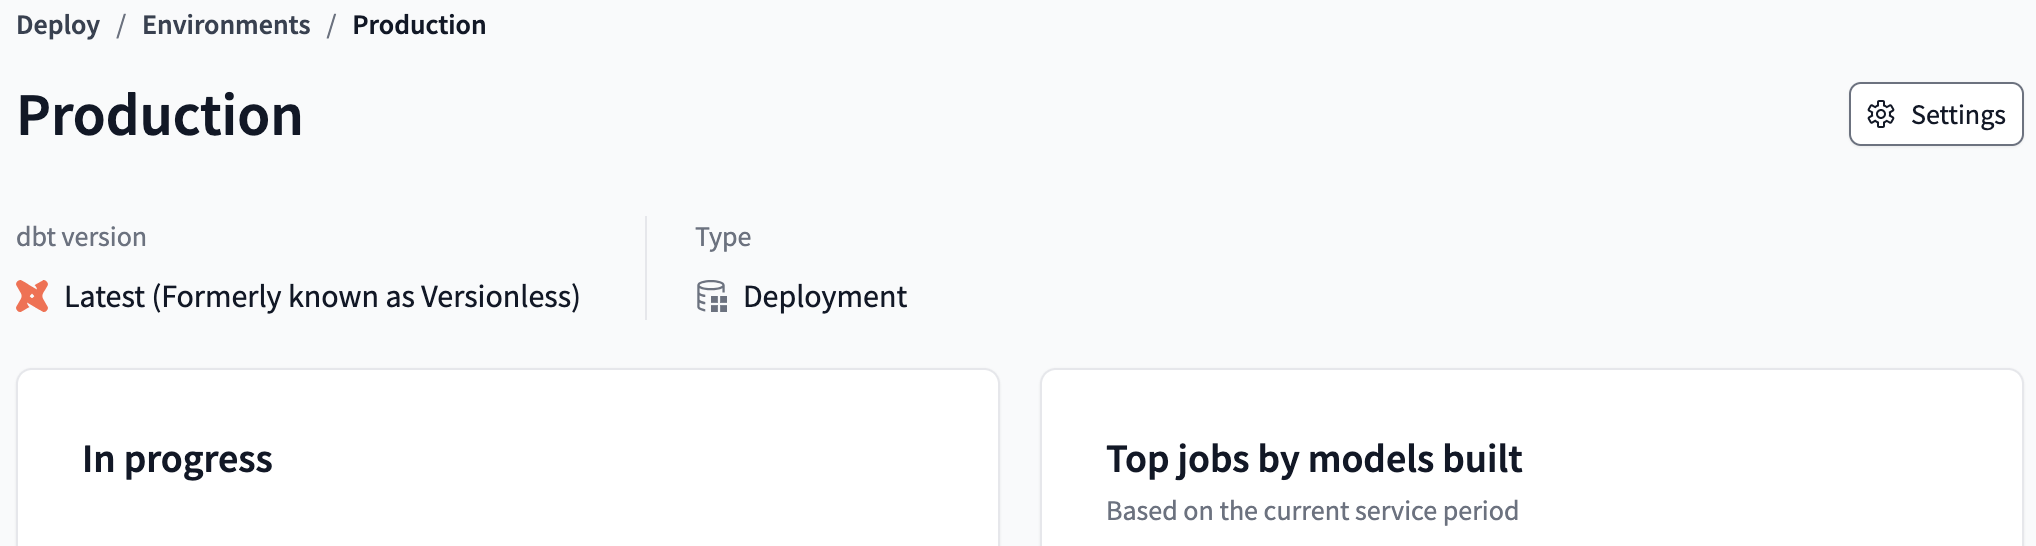 Deploy / Environments / Production
Production
Settings
dbt version
Latest (Formerly known as Versionless)
Type
Deployment
In progress
Top jobs by models built
Based on the current service period